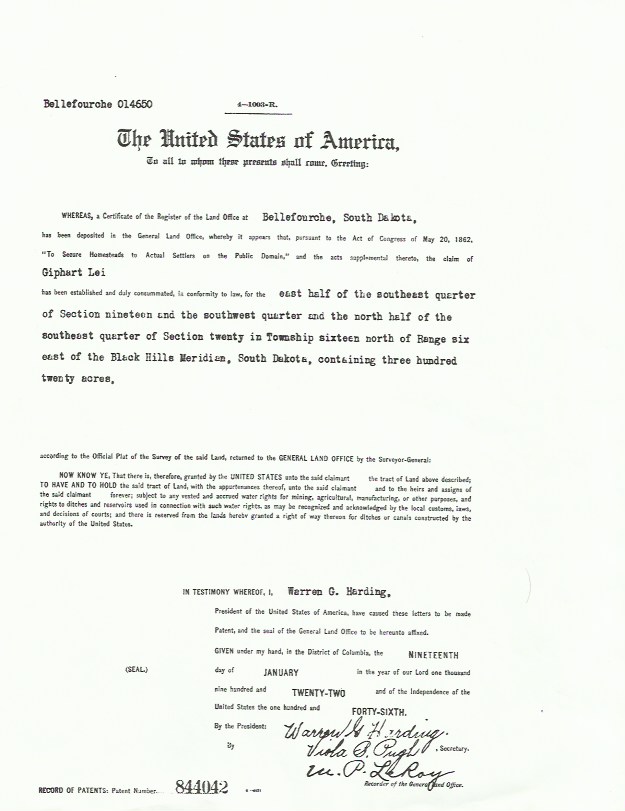 Bellefourche 014650
4—1003-R.
The United States of America,
To all to whom these presents shall come, Greeting:
WHEREAS, a Certificate of the Register of the Land Office at Bellefourche, South Dakota,
has been deposited in the General Land Office, whereby it appears that, pursuant to the Act of Congress of May 20, 1862,
"To Secure Homesteads to Actual Settlers on the Public Domain," and the acts supplemental thereto, the claim of
Giphart Lei
has been established and duly consummated, in conformity to law, for the east half of the southeast quarter
of Section nineteen and the southwest quarter and the north half of the
southeast quarter of Section twenty in Township sixteen north of Range six
east of the Black Hills Meridian, South Dakota, containing three hundred
twenty acres,
according to the Official Plat of the Survey of the said Land, returned to the GENERAL LAND OFFICE by the Surveyor-General:
NOW KNOW YE, That there is, therefore, granted by the UNITED STATES unto the said claimant the tract of Land above described;
TO HAVE AND TO HOLD the said tract of Land, with the appurtenances thereof, unto the said claimant and to the heirs and assigns of
the said claimant forever; subject to any vested and accrued water rights for mining, agricultural, manufacturing, or other purposes, and
rights to ditches and reservoirs used in connection with such water rights, as may be recognized and acknowledged by the local customs, laws,
and decisions of courts; and there is reserved from the lands hereby granted a right of way thereon for ditches or canals constructed by the
authority of the United States.
IN TESTIMONY WHEREOF, I, Warren G. Harding,
President of the United States of America, have caused these letters to be made
Patent, and the seal of the General Land Office to be hereunto affixed.
GIVEN under my hand, in the District of Columbia, the NINETEENTH
(SEAL) day of JANUARY in the year of our Lord one thousand
nine hundred and TWENTY-TWO and of the Independence of the
United States the one hundred and FORTY-SIXTH.
By the President: Warren G. Harding.
By Viola B. Pugh, Secretary.
M. P. LeRoy
Recorder of the General Land Office.
RECORD OF PATENTS: Patent Number 844042